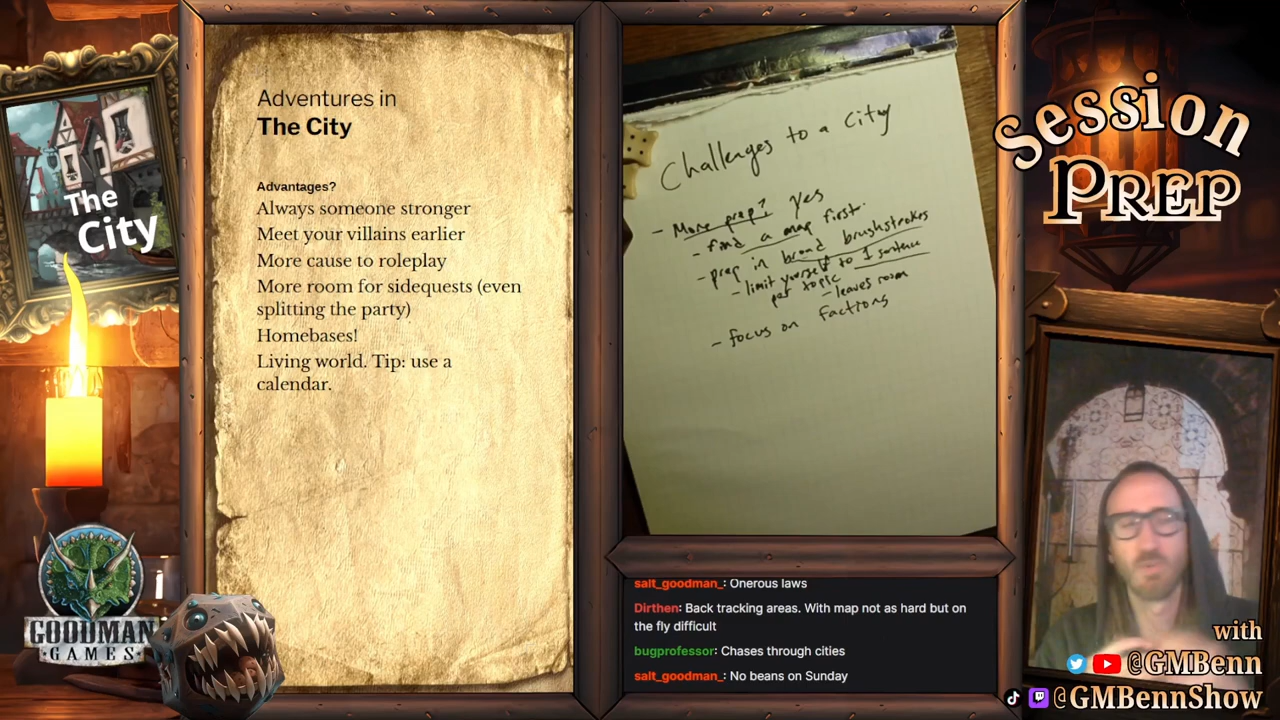 The
City
Adventures in
The City
Advantages?
Always someone stronger
Meet your villains earlier
More cause to roleplay
More room for sidequests (even
splitting the party)
Homebases!
Living world. Tip: use a
calendar.
GOODMAN
GAMES
Challenges to a City
- More prep? yes
- find a map first.
- prep in broad brushstrokes
- limit yourself to 1 sentence
per topic
- leaves room
- focus on factions
salt_goodman_: Onerous laws
Dirthen: Back tracking areas. With map not as hard but on
the fly difficult
bugprofessor: Chases through cities
salt_goodman_: No beans on Sunday
Session
PREP
with
@GMBenn
@GMBennShow